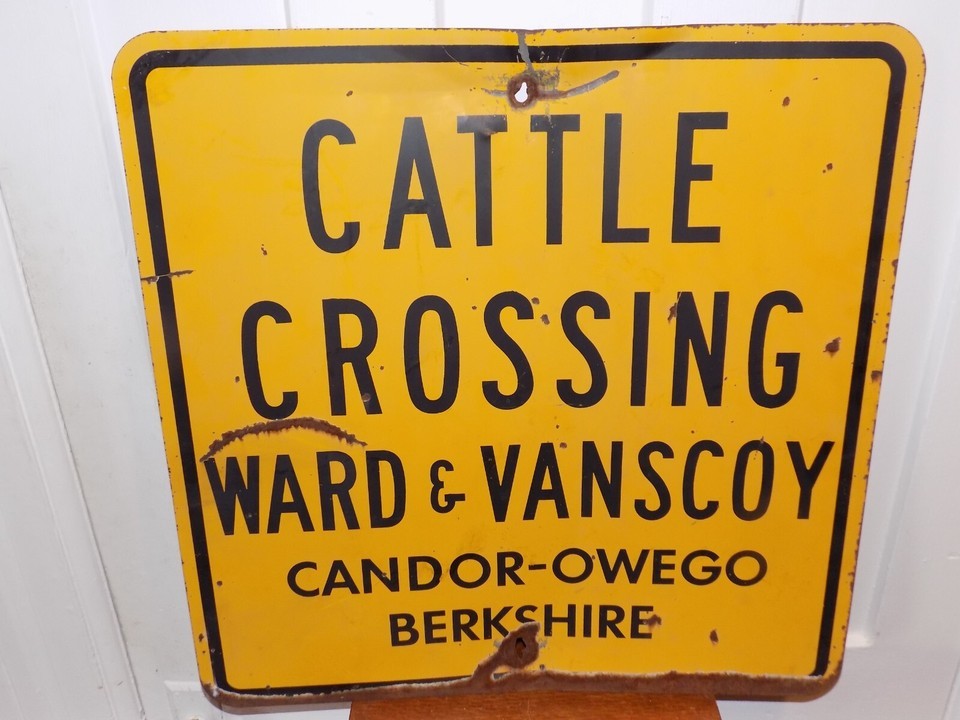 CATTLE
CROSSING
WARD & VANSCOY
CANDOR-OWEGO
BERKSHIRE